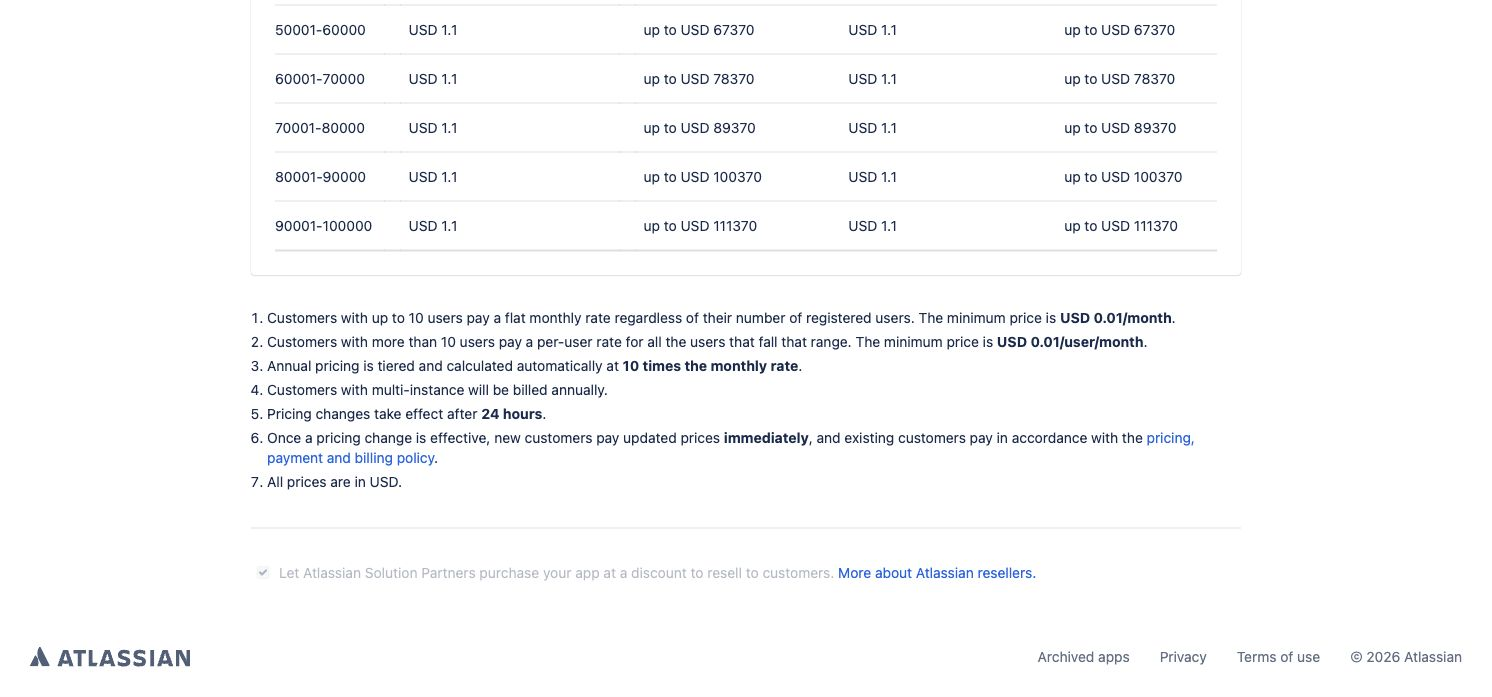 50001-60000 USD 1.1 up to USD 67370 USD 1.1 up to USD 67370
60001-70000 USD 1.1 up to USD 78370 USD 1.1 up to USD 78370
70001-80000 USD 1.1 up to USD 89370 USD 1.1 up to USD 89370
80001-90000 USD 1.1 up to USD 100370 USD 1.1 up to USD 100370
90001-100000 USD 1.1 up to USD 111370 USD 1.1 up to USD 111370
1. Customers with up to 10 users pay a flat monthly rate regardless of their number of registered users. The minimum price is USD 0.01/month.
2. Customers with more than 10 users pay a per-user rate for all the users that fall that range. The minimum price is USD 0.01/user/month.
3. Annual pricing is tiered and calculated automatically at 10 times the monthly rate.
4. Customers with multi-instance will be billed annually.
5. Pricing changes take effect after 24 hours.
6. Once a pricing change is effective, new customers pay updated prices immediately, and existing customers pay in accordance with the pricing,
payment and billing policy.
7. All prices are in USD.
Let Atlassian Solution Partners purchase your app at a discount to resell to customers. More about Atlassian resellers.
ATLASSIAN Archived apps Privacy Terms of use © 2026 Atlassian